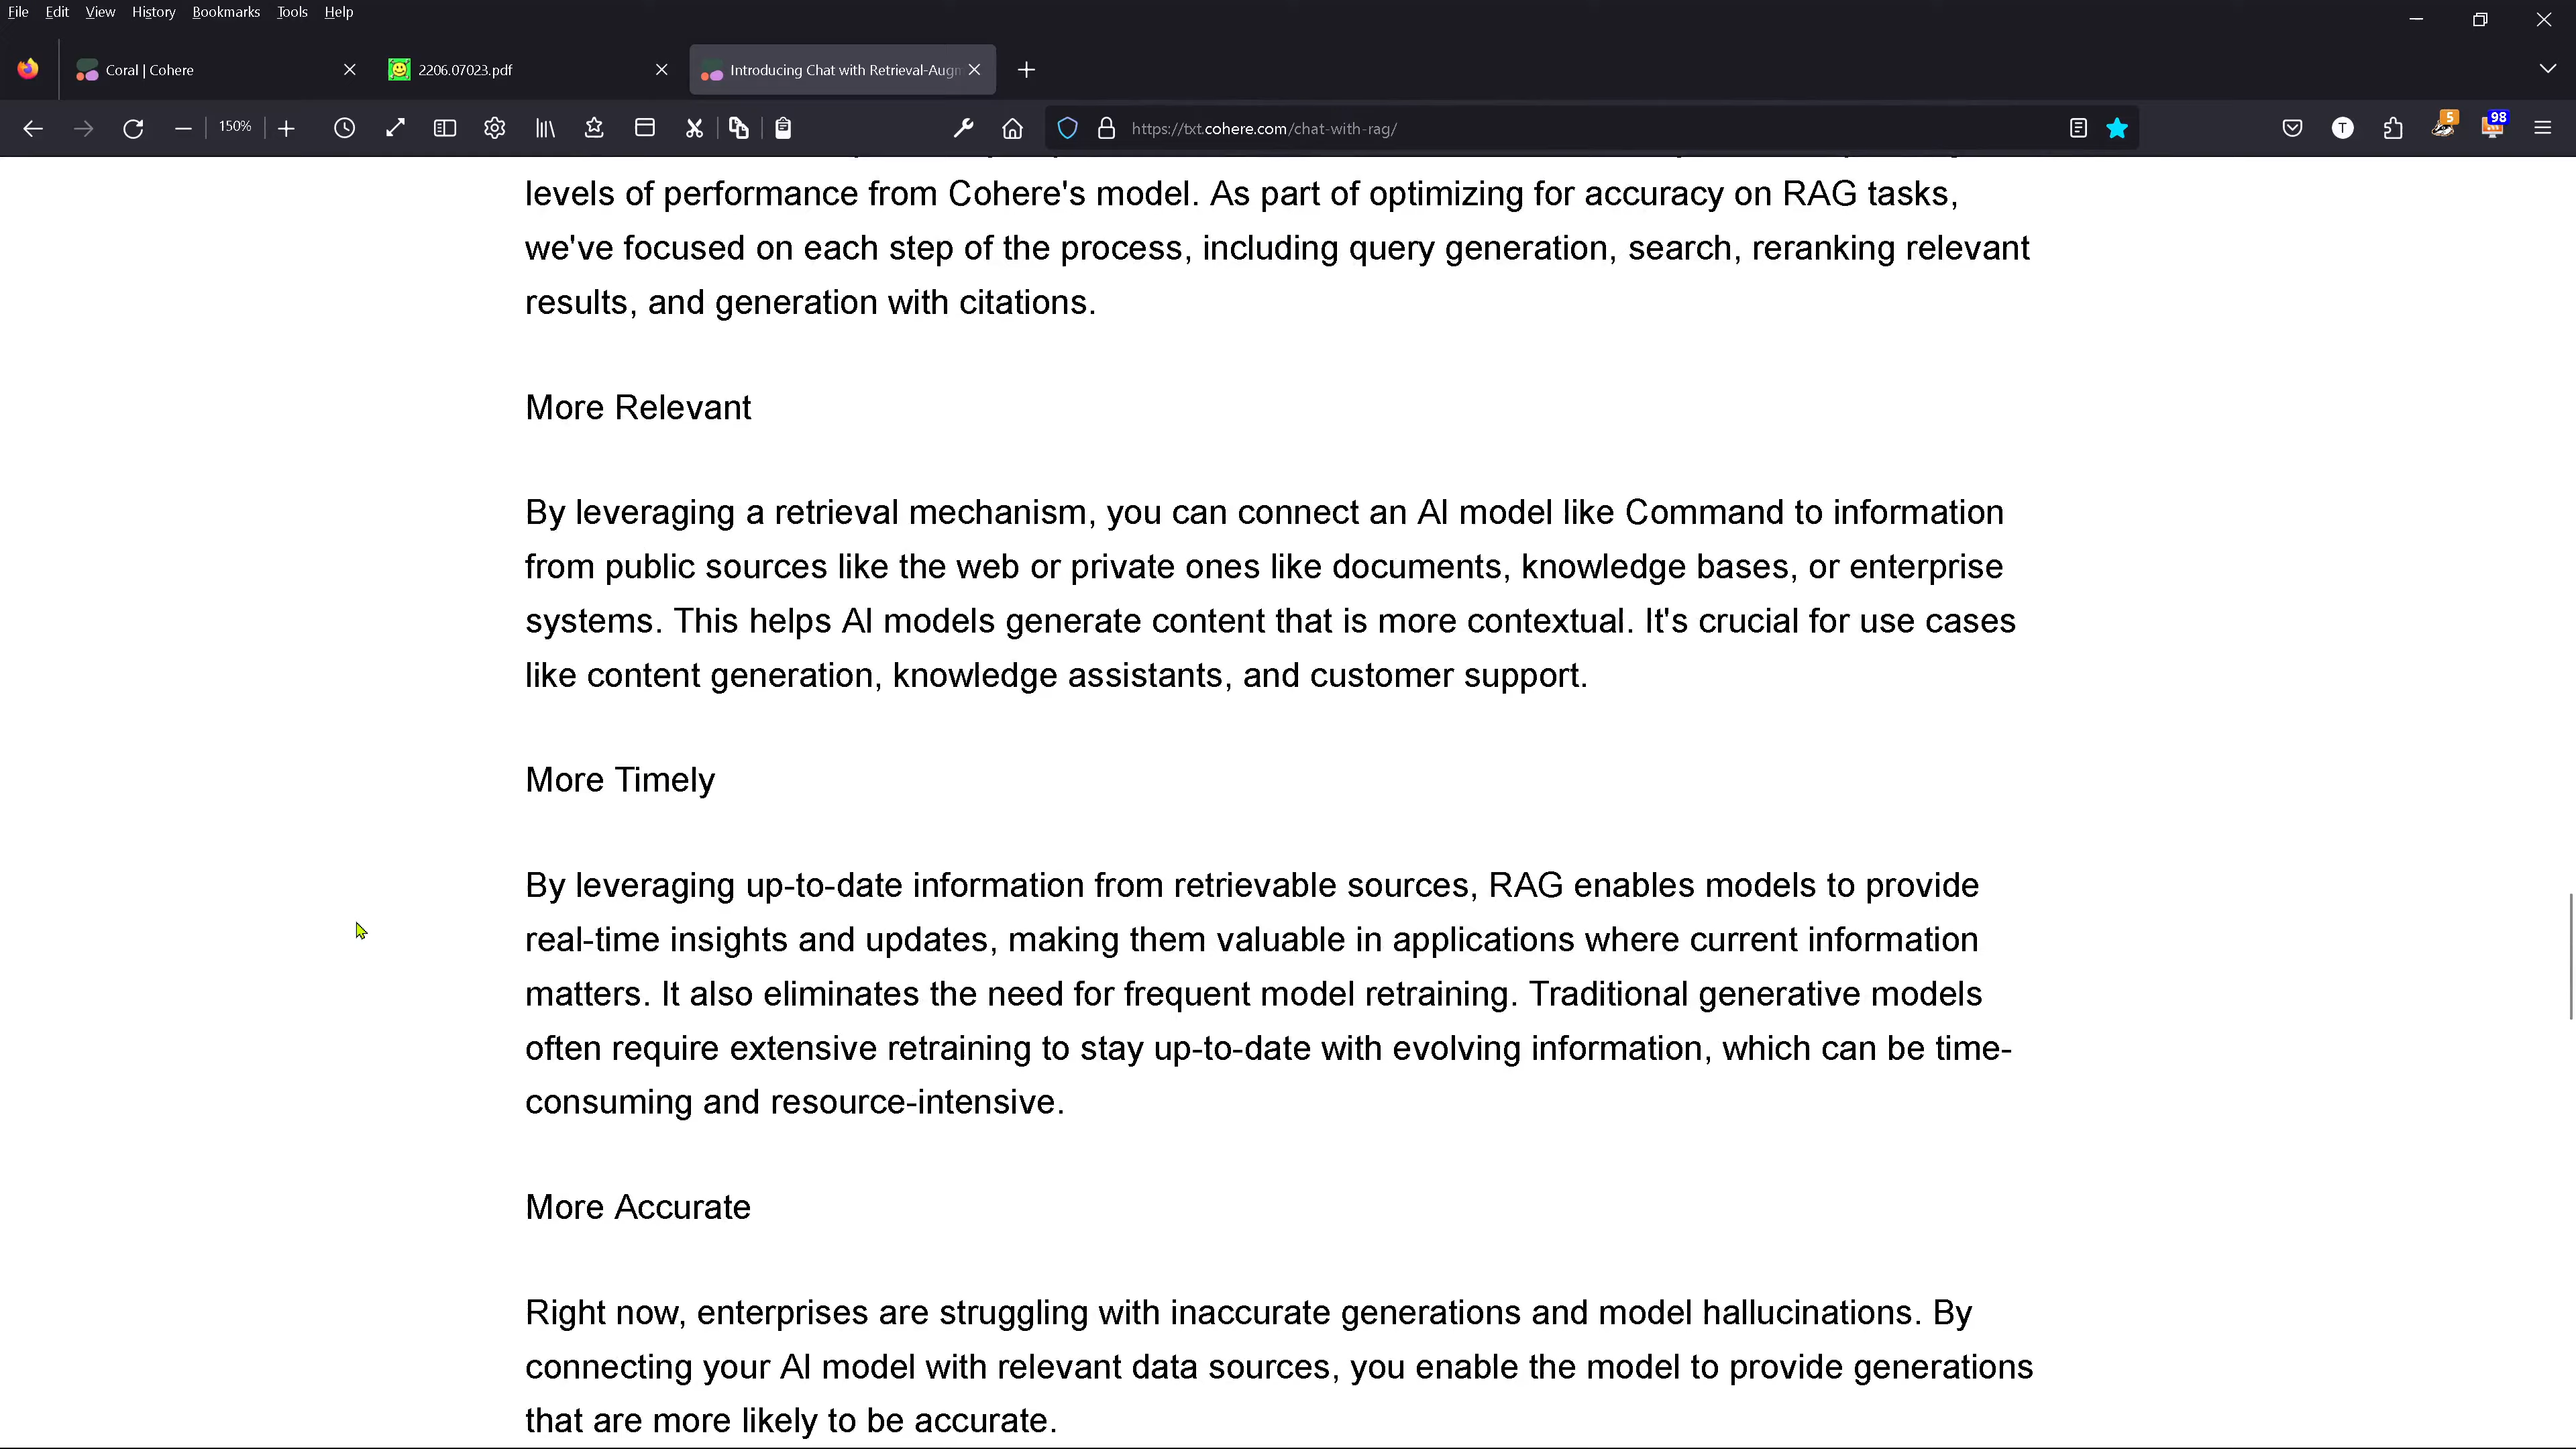 File Edit View History Bookmarks Tools Help
Coral | Cohere
2206.07023.pdf
Introducing Chat with Retrieval-Augm
150%
https://txt.cohere.com/chat-with-rag/
T
5
98
levels of performance from Cohere's model. As part of optimizing for accuracy on RAG tasks,
we've focused on each step of the process, including query generation, search, reranking relevant
results, and generation with citations.
More Relevant
By leveraging a retrieval mechanism, you can connect an AI model like Command to information
from public sources like the web or private ones like documents, knowledge bases, or enterprise
systems. This helps AI models generate content that is more contextual. It's crucial for use cases
like content generation, knowledge assistants, and customer support.
More Timely
By leveraging up-to-date information from retrievable sources, RAG enables models to provide
real-time insights and updates, making them valuable in applications where current information
matters. It also eliminates the need for frequent model retraining. Traditional generative models
often require extensive retraining to stay up-to-date with evolving information, which can be time-
consuming and resource-intensive.
More Accurate
Right now, enterprises are struggling with inaccurate generations and model hallucinations. By
connecting your AI model with relevant data sources, you enable the model to provide generations
that are more likely to be accurate.